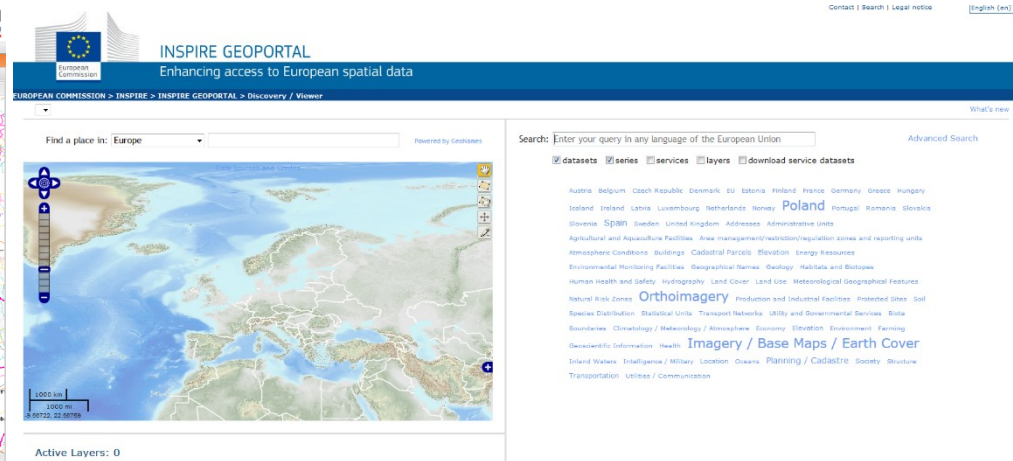 Contact | Search | Legal notice
English (en)
European
Commission
INSPIRE GEOPORTAL
Enhancing access to European spatial data
EUROPEAN COMMISSION > INSPIRE > INSPIRE GEOPORTAL > Discovery / Viewer
What's new
Find a place in: Europe
Powered by GeoNames
1000 km
1000 mi
Active Layers: 0
Search: Enter your query in any language of the European Union
Advanced Search
datasets series services layers download service datasets
Austria Belgium Czech Republic Denmark EU Estonia Finland France Germany Greece Hungary
Iceland Ireland Latvia Luxembourg Netherlands Norway Poland Portugal Romania Slovakia
Slovenia Spain Sweden United Kingdom Addresses Administrative Units
Agricultural and Aquaculture Facilities Area management/restriction/regulation zones and reporting units
Atmospheric Conditions Buildings Cadastral Parcels Elevation Energy Resources
Environmental Monitoring Facilities Geographical Names Geology Habitats and Biotopes
Human Health and Safety Hydrography Land Cover Land Use Meteorological Geographical Features
Natural Risk Zones Orthoimagery Production and Industrial Facilities Protected Sites Soil
Species Distribution Statistical Units Transport Networks Utility and Governmental Services Biota
Boundaries Climatology / Meteorology / Atmosphere Economy Elevation Environment Farming
Geoscientific Information Health Imagery / Base Maps / Earth Cover
Inland Waters Intelligence / Military Location Oceans Planning / Cadastre Society Structure
Transportation Utilities / Communication